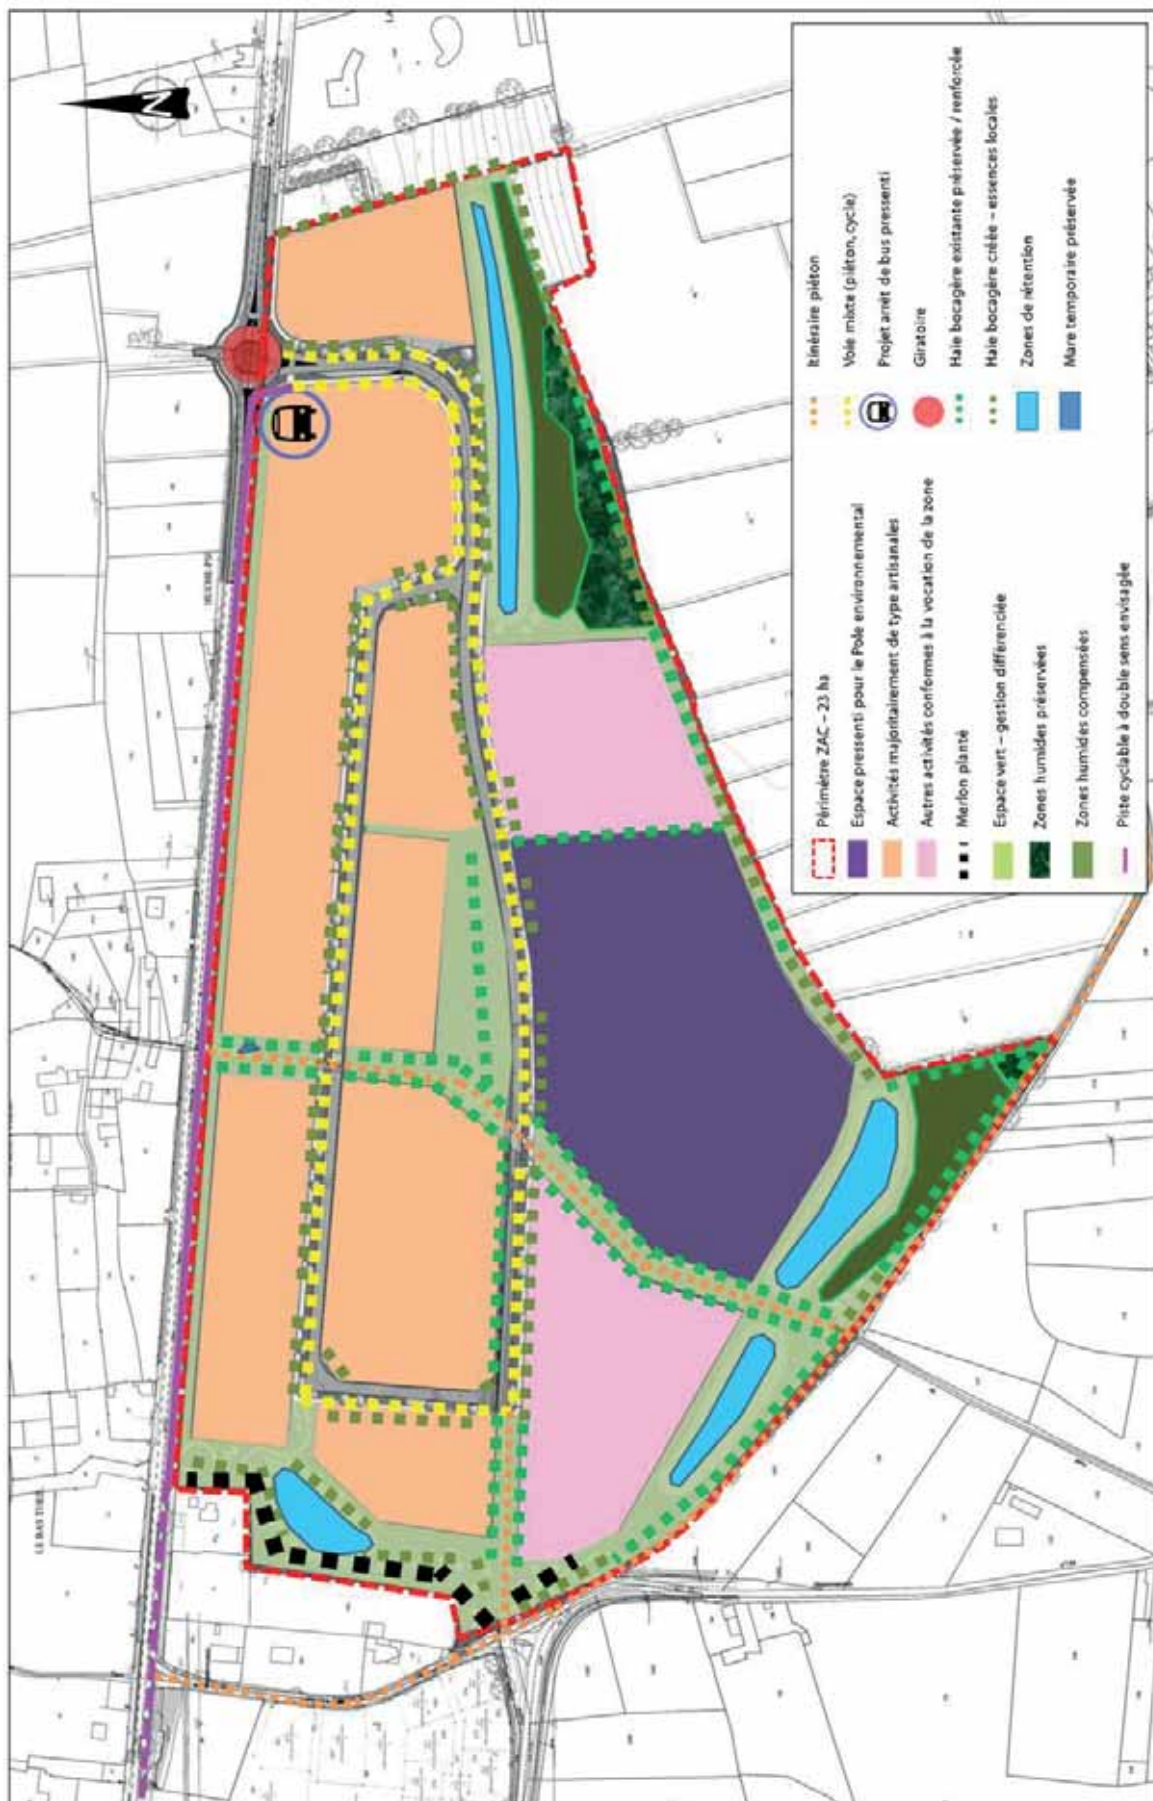 N
LE BAS TURE
Périmètre ZAC – 23 ha
Espace pressenti pour le Pole environmental
Activités majoritairement de type artisanales
Autres activités conformes à la vocation de la zone
Merlon planté
Espace vert – gestion différenciée
Zones humides préservées
Zones humides compensées
Piste cyclable à double sens envisagée
Itinéraire piéton
Voie mixte (piéton, cycle)
Projet arrêt de bus pressenti
Giratoire
Haie bocagère existante préservée / renforcée
Haie bocagère créée – essences locales
Zones de rétention
Mare temporaire préservée